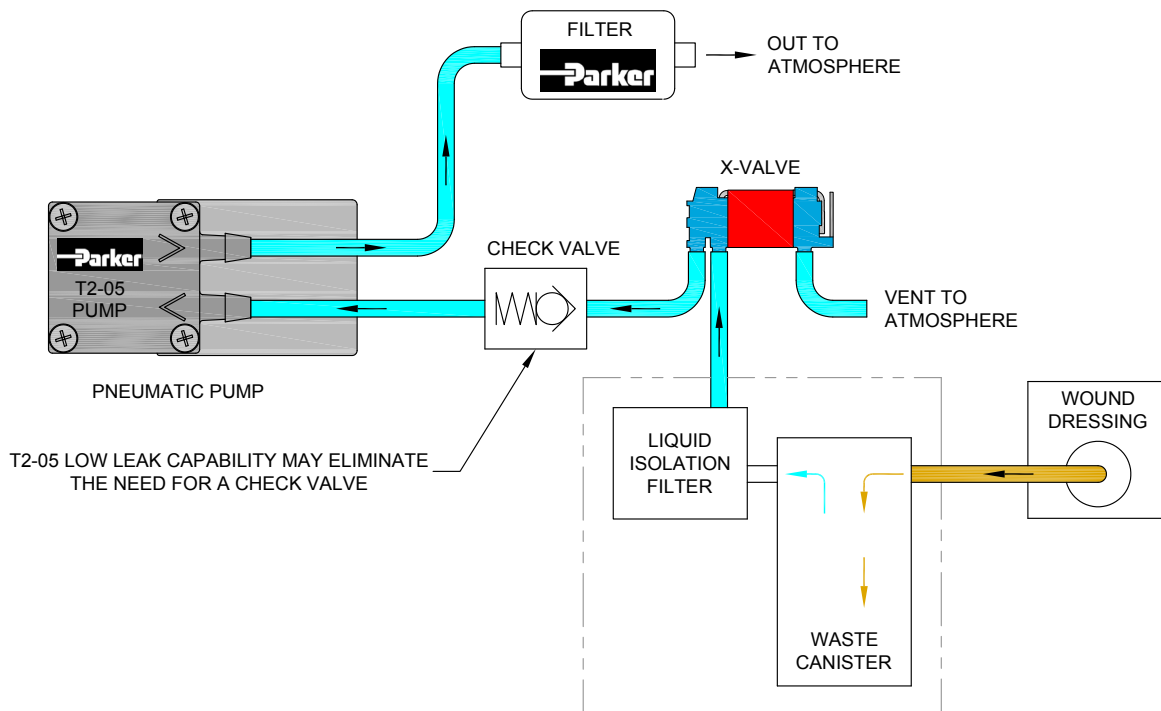 FILTER
Parker
OUT TO
ATMOSPHERE
X-VALVE
Parker
T2-05
PUMP
CHECK VALVE
VENT TO
ATMOSPHERE
PNEUMATIC PUMP
T2-05 LOW LEAK CAPABILITY MAY ELIMINATE
THE NEED FOR A CHECK VALVE
LIQUID
ISOLATION
FILTER
WOUND
DRESSING
WASTE
CANISTER